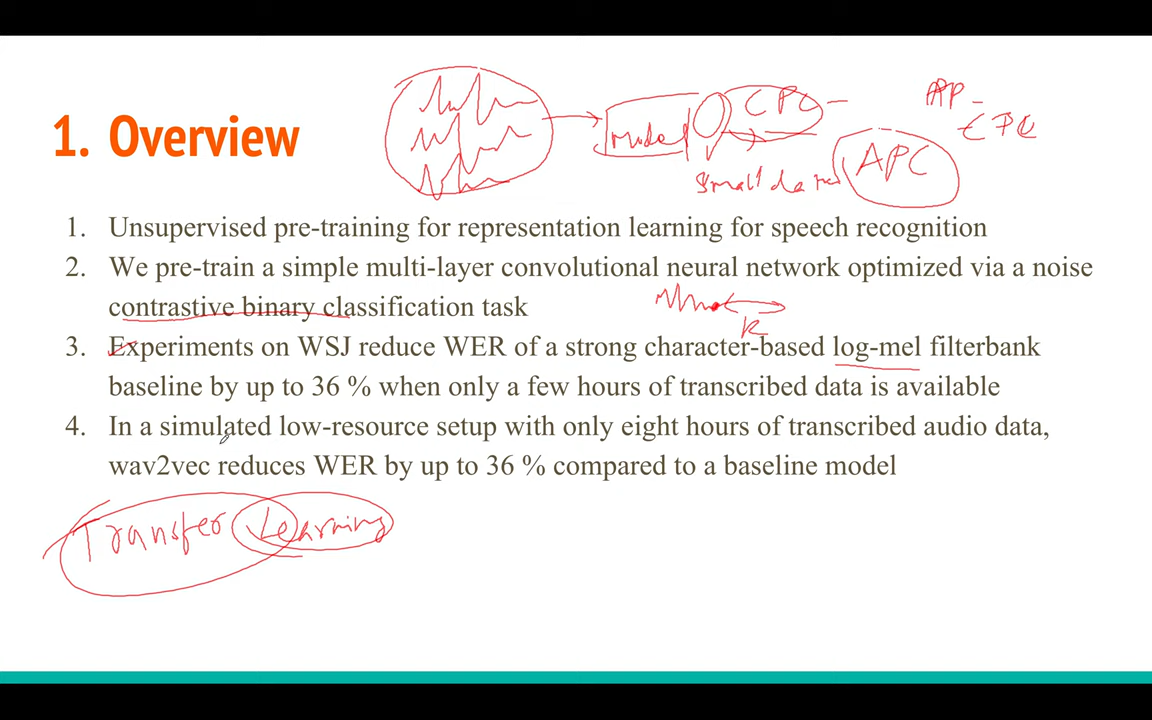 1. Overview
Model
CPC
AP
CPC
APC
Small data
1. Unsupervised pre-training for representation learning for speech recognition
2. We pre-train a simple multi-layer convolutional neural network optimized via a noise
contrastive binary classification task
K
3. Experiments on WSJ reduce WER of a strong character-based log-mel filterbank
baseline by up to 36 % when only a few hours of transcribed data is available
4. In a simulated low-resource setup with only eight hours of transcribed audio data,
wav2vec reduces WER by up to 36 % compared to a baseline model
Transfer Learning